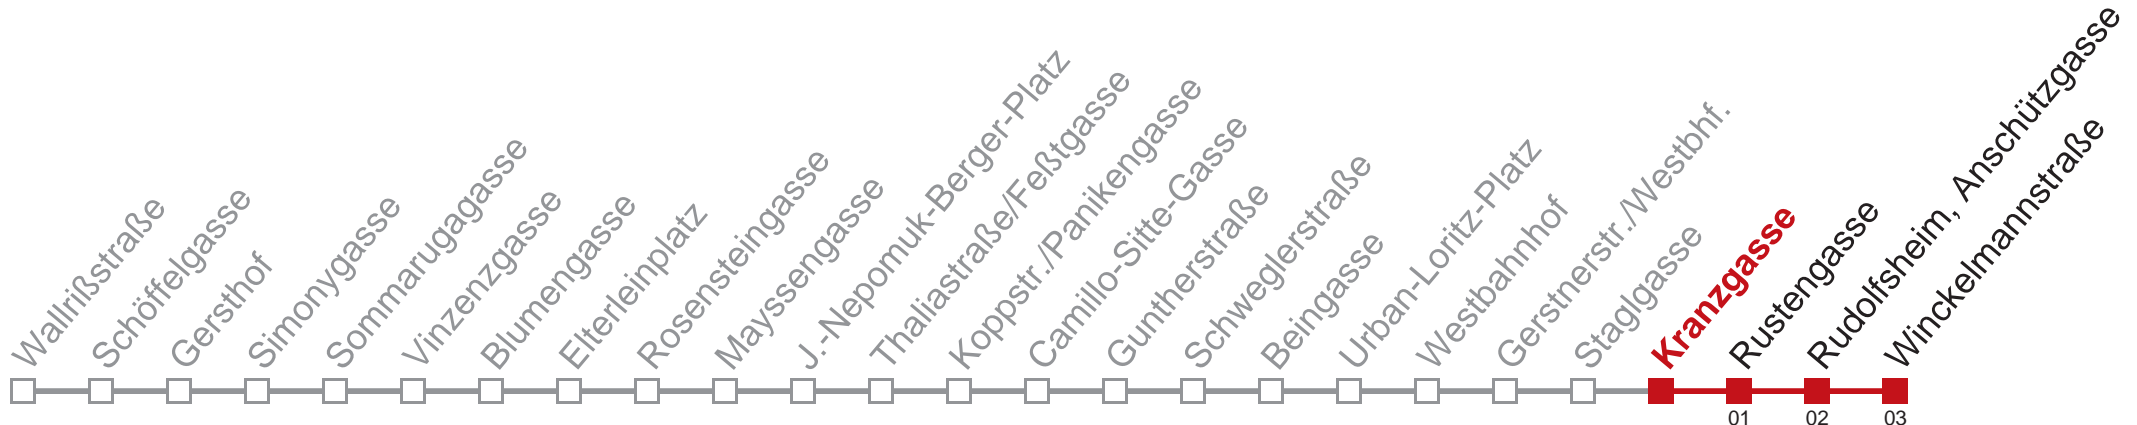 Wallrißstraße
Schöffelgasse
Gersthof
Simonygasse
Sommarugagasse
Vinzenzgasse
Blumengasse
Elterleinplatz
Rosensteingasse
Mayssengasse
J.-Nepomuk-Berger-Platz
Thaliastraße/Feßtgasse
Koppstr./Panikengasse
Camillo-Sitte-Gasse
Guntherstraße
Schweglerstraße
Beingasse
Urban-Loritz-Platz
Westbahnhof
Gerstnerstr./Westbhf.
Staglgasse
Kranzgasse
Rustengasse
Rudolfsheim, Anschützgasse
Winckelmannstraße
01
02
03